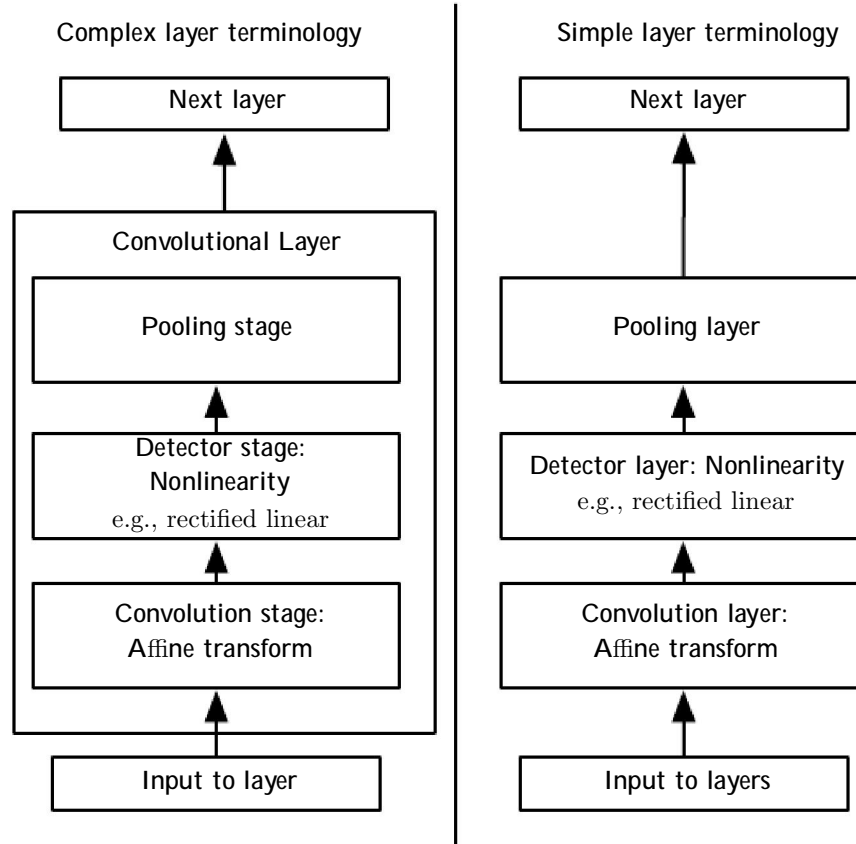 Complex layer terminology
Next layer
Convolutional Layer
Pooling stage
Detector stage:
Nonlinearity
e.g., rectified linear
Convolution stage:
Affine transform
Input to layer
Simple layer terminology
Next layer
Pooling layer
Detector layer: Nonlinearity
e.g., rectified linear
Convolution layer:
Affine transform
Input to layers